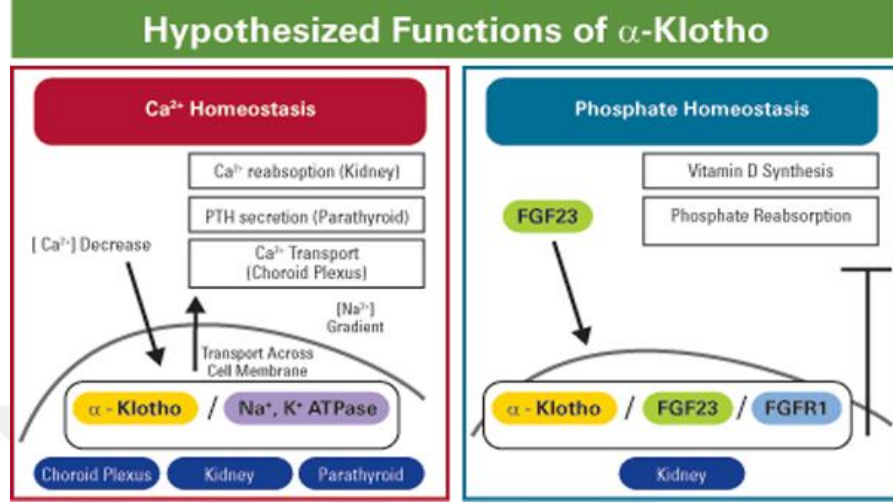 Hypothesized Functions of α-Klotho
Ca²⁺ Homeostasis
Ca²⁺ reabsoption (Kidney)
PTH secretion (Parathyroid)
Ca²⁺ Transport
(Choroid Plexus)
[ Ca²⁺] Decrease
[Na²⁺]
Gradient
Transport Across
Cell Membrane
α - Klotho / Na⁺, K⁺ ATPase
Choroid Plexus
Kidney
Parathyroid
Phosphate Homeostasis
Vitamin D Synthesis
Phosphate Reabsorption
FGF23
α - Klotho / FGF23 / FGFR1
Kidney